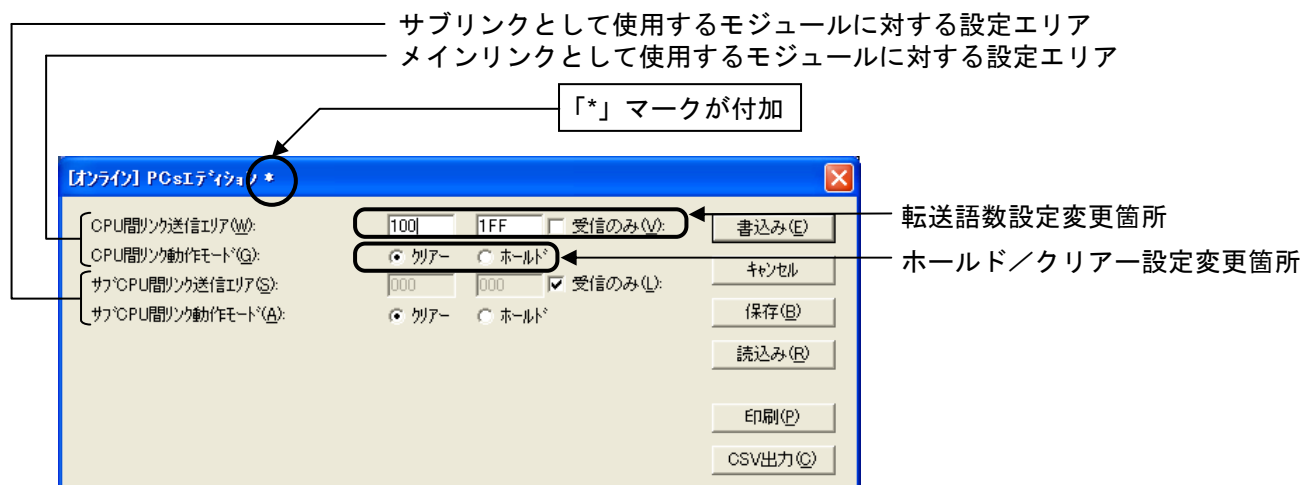 サブリンクとして使用するモジュールに対する設定エリア
メインリンクとして使用するモジュールに対する設定エリア
「*」マークが付加
[オンライン] PCsエディション *
CPU間リンク送信エリア(W): 100 1FF 受信のみ(V): 書込み(E) 転送語数設定変更箇所
CPU間リンク動作モード(G): クリアー ホールド キャンセル ホールド／クリアー設定変更箇所
サブCPU間リンク送信エリア(S): 000 000 受信のみ(L):
サブCPU間リンク動作モード(A): クリアー ホールド 保存(B)
読込み(R)
印刷(P)
CSV出力(C)